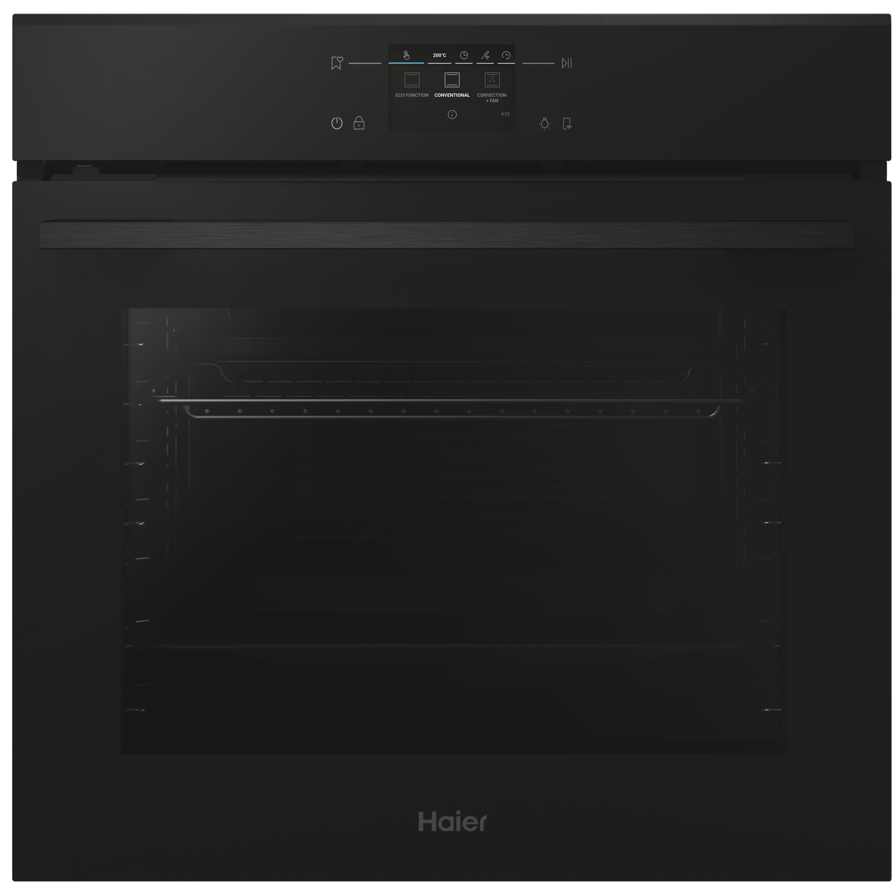 200°C
ECO FUNCTION CONVENTIONAL CONVECTION
+ FAN
Haier